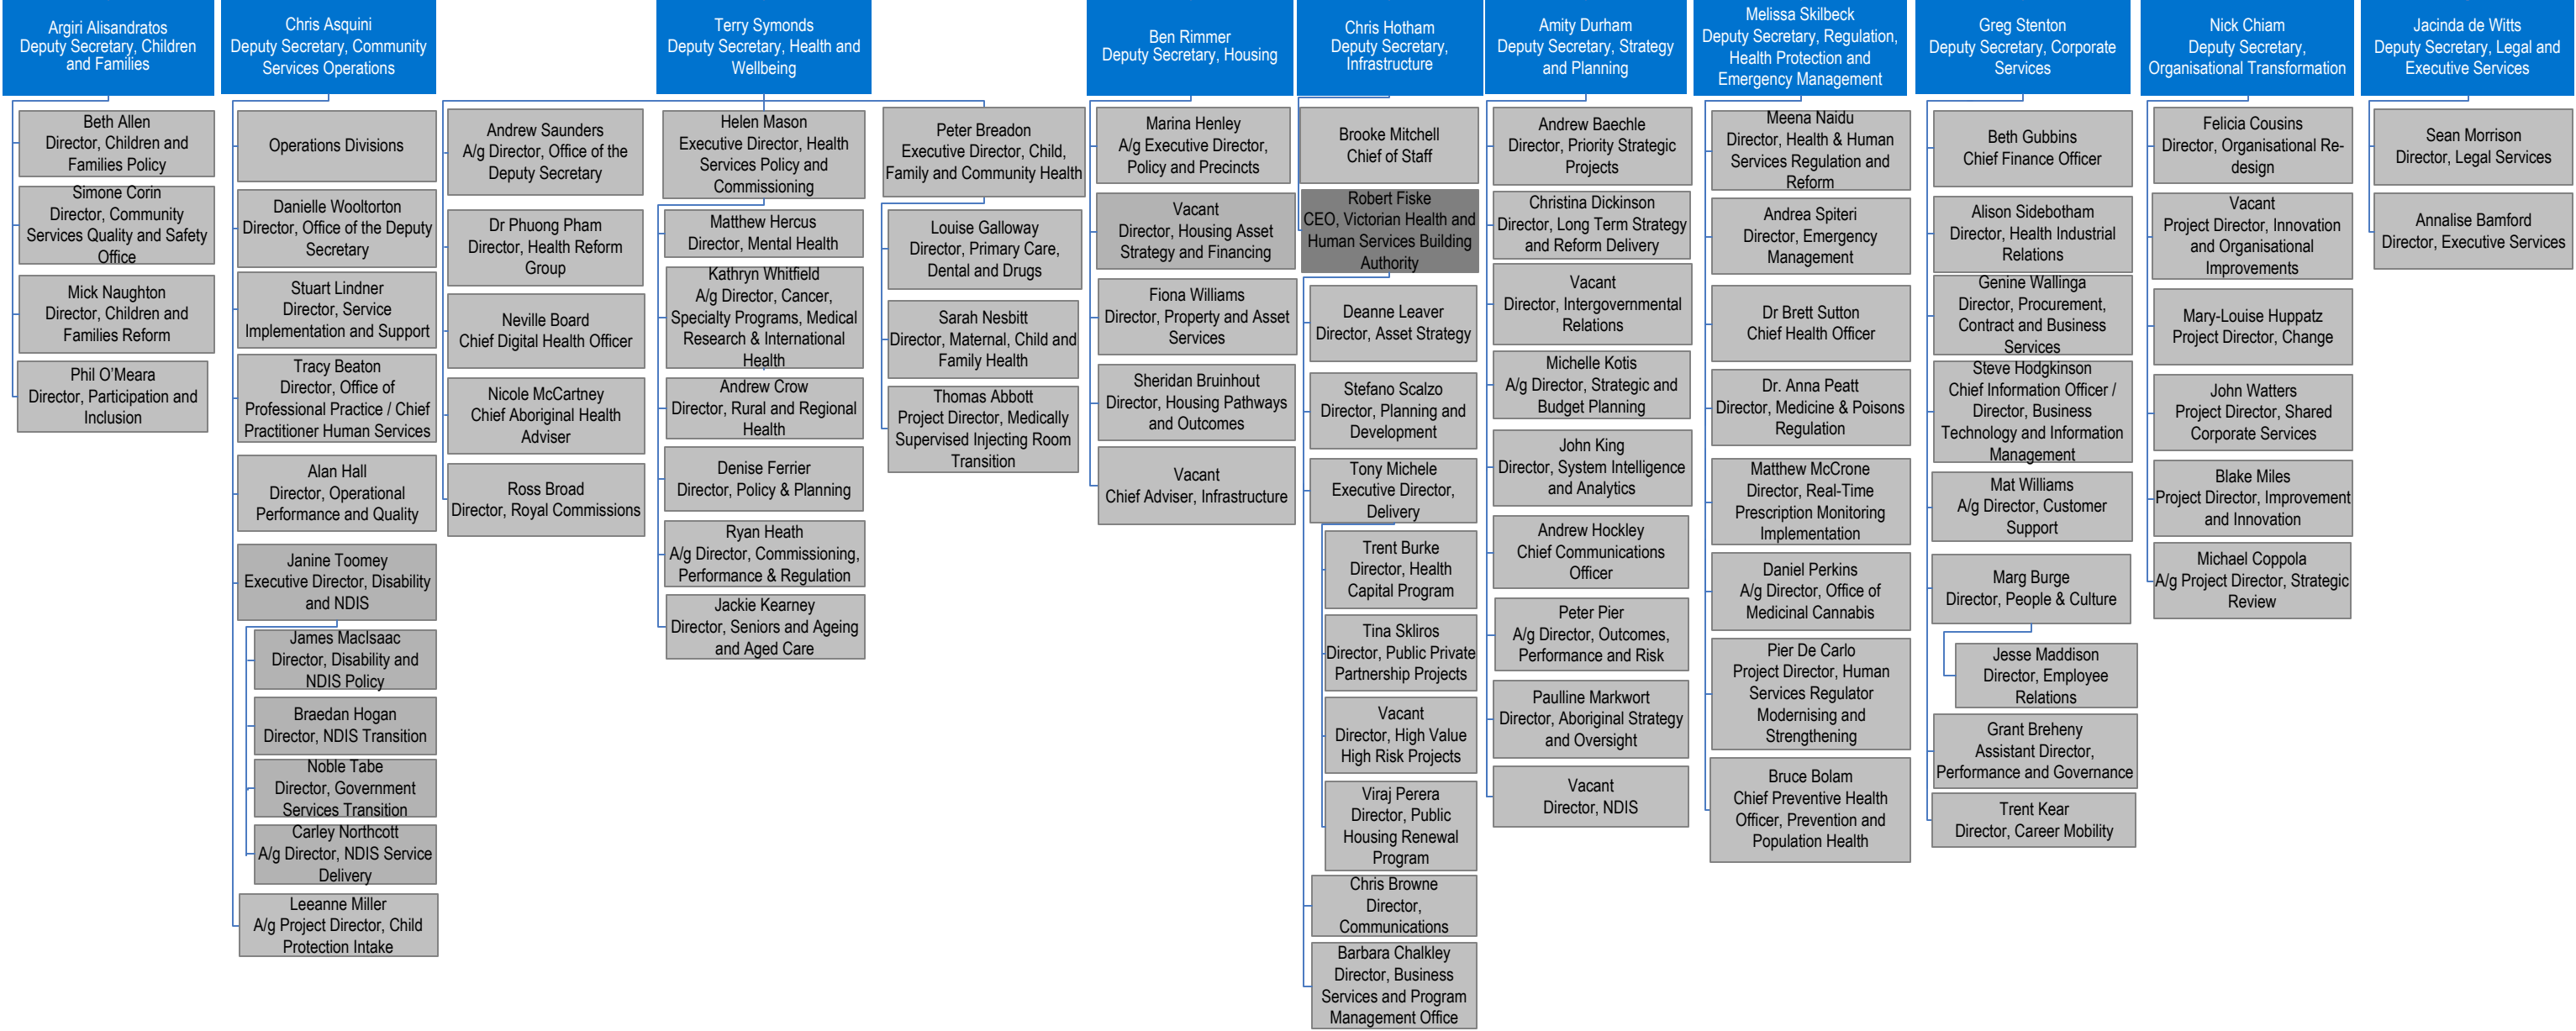 Argiri Alisandratos
Deputy Secretary, Children
and Families
Beth Allen
Director, Children and
Families Policy
Simone Corin
Director, Community
Services Quality and Safety
Office
Mick Naughton
Director, Children and
Families Reform
Phil O’Meara
Director, Participation and
Inclusion
Chris Asquini
Deputy Secretary, Community
Services Operations
Operations Divisions
Danielle Wooltorton
Director, Office of the Deputy
Secretary
Stuart Lindner
Director, Service
Implementation and Support
Tracy Beaton
Director, Office of
Professional Practice / Chief
Practitioner Human Services
Alan Hall
Director, Operational
Performance and Quality
Janine Toomey
Executive Director, Disability
and NDIS
James MacIsaac
Director, Disability and
NDIS Policy
Braedan Hogan
Director, NDIS Transition
Noble Tabe
Director, Government
Services Transition
Carley Northcott
A/g Director, NDIS Service
Delivery
Leeanne Miller
A/g Project Director, Child
Protection Intake
Terry Symonds
Deputy Secretary, Health and
Wellbeing
Andrew Saunders
A/g Director, Office of the
Deputy Secretary
Dr Phuong Pham
Director, Health Reform
Group
Neville Board
Chief Digital Health Officer
Nicole McCartney
Chief Aboriginal Health
Adviser
Ross Broad
Director, Royal Commissions
Helen Mason
Executive Director, Health
Services Policy and
Commissioning
Matthew Hercus
Director, Mental Health
Kathryn Whitfield
A/g Director, Cancer,
Specialty Programs, Medical
Research & International
Health
Andrew Crow
Director, Rural and Regional
Health
Denise Ferrier
Director, Policy & Planning
Ryan Heath
A/g Director, Commissioning,
Performance & Regulation
Jackie Kearney
Director, Seniors and Ageing
and Aged Care
Peter Breadon
Executive Director, Child,
Family and Community Health
Louise Galloway
Director, Primary Care,
Dental and Drugs
Sarah Nesbitt
Director, Maternal, Child and
Family Health
Thomas Abbott
Project Director, Medically
Supervised Injecting Room
Transition
Ben Rimmer
Deputy Secretary, Housing
Marina Henley
A/g Executive Director,
Policy and Precincts
Vacant
Director, Housing Asset
Strategy and Financing
Fiona Williams
Director, Property and Asset
Services
Sheridan Bruinhout
Director, Housing Pathways
and Outcomes
Vacant
Chief Adviser, Infrastructure
Chris Hotham
Deputy Secretary,
Infrastructure
Brooke Mitchell
Chief of Staff
Robert Fiske
CEO, Victorian Health and
Human Services Building
Authority
Deanne Leaver
Director, Asset Strategy
Stefano Scalzo
Director, Planning and
Development
Tony Michele
Executive Director,
Delivery
Trent Burke
Director, Health
Capital Program
Tina Skliros
Director, Public Private
Partnership Projects
Vacant
Director, High Value
High Risk Projects
Viraj Perera
Director, Public
Housing Renewal
Program
Chris Browne
Director,
Communications
Barbara Chalkley
Director, Business
Services and Program
Management Office
Amity Durham
Deputy Secretary, Strategy
and Planning
Andrew Baechle
Director, Priority Strategic
Projects
Christina Dickinson
Director, Long Term Strategy
and Reform Delivery
Vacant
Director, Intergovernmental
Relations
Michelle Kotis
A/g Director, Strategic and
Budget Planning
John King
Director, System Intelligence
and Analytics
Andrew Hockley
Chief Communications
Officer
Peter Pier
A/g Director, Outcomes,
Performance and Risk
Paulline Markwort
Director, Aboriginal Strategy
and Oversight
Vacant
Director, NDIS
Melissa Skilbeck
Deputy Secretary, Regulation,
Health Protection and
Emergency Management
Meena Naidu
Director, Health & Human
Services Regulation and
Reform
Andrea Spiteri
Director, Emergency
Management
Dr Brett Sutton
Chief Health Officer
Dr. Anna Peatt
Director, Medicine & Poisons
Regulation
Matthew McCrone
Director, Real-Time
Prescription Monitoring
Implementation
Daniel Perkins
A/g Director, Office of
Medicinal Cannabis
Pier De Carlo
Project Director, Human
Services Regulator
Modernising and
Strengthening
Bruce Bolam
Chief Preventive Health
Officer, Prevention and
Population Health
Greg Stenton
Deputy Secretary, Corporate
Services
Beth Gubbins
Chief Finance Officer
Alison Sidebotham
Director, Health Industrial
Relations
Genine Wallinga
Director, Procurement,
Contract and Business
Services
Steve Hodgkinson
Chief Information Officer /
Director, Business
Technology and Information
Management
Mat Williams
A/g Director, Customer
Support
Marg Burge
Director, People & Culture
Jesse Maddison
Director, Employee
Relations
Grant Breheny
Assistant Director,
Performance and Governance
Trent Kear
Director, Career Mobility
Nick Chiam
Deputy Secretary,
Organisational Transformation
Felicia Cousins
Director, Organisational Re-
design
Vacant
Project Director, Innovation
and Organisational
Improvements
Mary-Louise Huppatz
Project Director, Change
John Watters
Project Director, Shared
Corporate Services
Blake Miles
Project Director, Improvement
and Innovation
Michael Coppola
A/g Project Director, Strategic
Review
Jacinda de Witts
Deputy Secretary, Legal and
Executive Services
Sean Morrison
Director, Legal Services
Annalise Bamford
Director, Executive Services